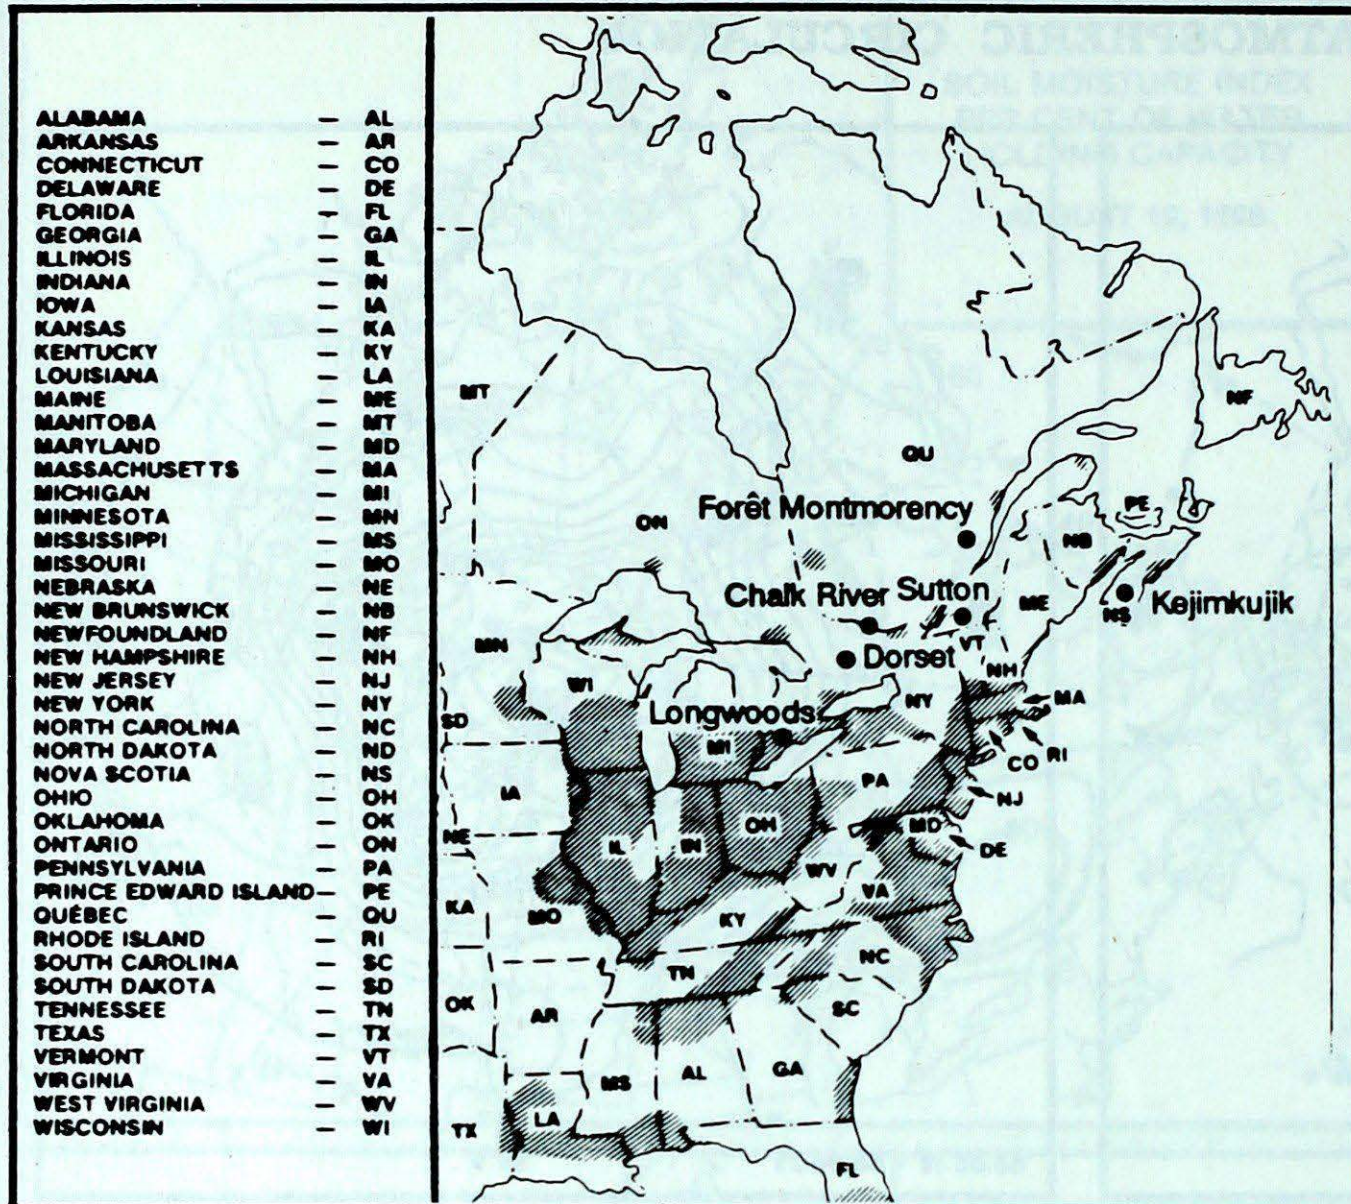 ALABAMA — AL
ARKANSAS — AR
CONNECTICUT — CO
DELAWARE — DE
FLORIDA — FL
GEORGIA — GA
ILLINOIS — IL
INDIANA — IN
IOWA — IA
KANSAS — KA
KENTUCKY — KY
LOUISIANA — LA
MAINE — ME
MANITOBA — MT
MARYLAND — MD
MASSACHUSETTS — MA
MICHIGAN — MI
MINNESOTA — MN
MISSISSIPPI — MS
MISSOURI — MO
NEBRASKA — NE
NEW BRUNSWICK — NB
NEWFOUNDLAND — NF
NEW HAMPSHIRE — NH
NEW JERSEY — NJ
NEW YORK — NY
NORTH CAROLINA — NC
NORTH DAKOTA — ND
NOVA SCOTIA — NS
OHIO — OH
OKLAHOMA — OK
ONTARIO — ON
PENNSYLVANIA — PA
PRINCE EDWARD ISLAND — PE
QUÉBEC — QU
RHODE ISLAND — RI
SOUTH CAROLINA — SC
SOUTH DAKOTA — SD
TENNESSEE — TN
TEXAS — TX
VERMONT — VT
VIRGINIA — VA
WEST VIRGINIA — WV
WISCONSIN — WI
MT
NF
QU
Forêt Montmorency
PE
ON
NB
Chalk River
Sutton
ME
NS
Kejimkujik
MN
VT
Dorset
NH
WI
NY
MA
SD
Longwoods
MI
CO
RI
IA
PA
NJ
NE
IL
IN
OH
MD
DE
WV
VA
KA
MO
KY
NC
TN
OK
AR
SC
MS
AL
GA
LA
TX
FL